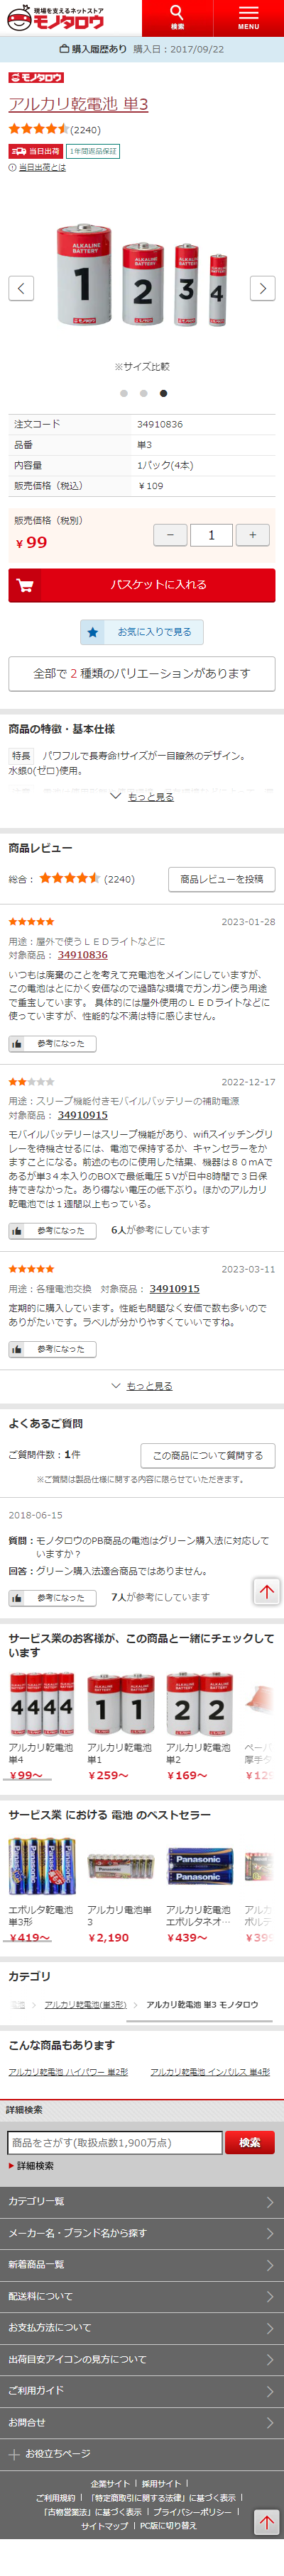 現場を支えるネットストア
モノタロウ
検索
MENU
購入履歴あり 購入日：2017/09/22
モノタロウ
アルカリ乾電池 単3
(2240)
当日出荷
1年間返品保証
当日出荷とは
ALKALINE BATTERY
1
ALKALINE BATTERY
2
3
4
※サイズ比較
注文コード 34910836
品番 単3
内容量 1パック(4本)
販売価格（税込） ￥109
販売価格（税別）
￥99
－ 1 ＋
バスケットに入れる
お気に入りで見る
全部で 2 種類のバリエーションがあります
商品の特徴・基本仕様
特長 パワフルで長寿命!サイズが一目瞭然のデザイン。
水銀0(ゼロ)使用。
もっと見る
商品レビュー
総合： (2240)
商品レビューを投稿
2023-01-28
用途：屋外で使うＬＥＤライトなどに
対象商品： 34910836
いつもは廃棄のことを考えて充電池をメインにしていますが、
この電池はとにかく安価なので過酷な環境でガンガン使う用途
で重宝しています。 具体的には屋外使用のＬＥＤライトなどに
使っていますが、性能的な不満は特に感じません。
参考になった
2022-12-17
用途：スリープ機能付きモバイルバッテリーの補助電源
対象商品： 34910915
モバイルバッテリーはスリープ機能があり、wifiスイッチングリ
レーを待機させるには、電池で保持するか、キャンセラーをか
ますことになる。前述のものに使用した結果、機器は８０ｍAで
あるが単3４本入りのBOXで最低電圧５Vが日中8時間で３日保
持できなかった。あり得ない電圧の低下ぶり。ほかのアルカリ
乾電池では１週間以上もっている。
参考になった
6人が参考にしています
2023-03-11
用途：各種電池交換 対象商品： 34910915
定期的に購入しています。性能も問題なく安価で数も多いので
ありがたいです。ラベルが分かりやすくていいですね。
参考になった
もっと見る
よくあるご質問
ご質問件数：1件
この商品について質問する
※ご質問は製品仕様に関する内容に限らせていただきます。
2018-06-15
質問：モノタロウのPB商品の電池はグリーン購入法に対応して
いますか？
回答：グリーン購入法適合商品ではありません。
参考になった
7人が参考にしています
サービス業のお客様が、この商品と一緒にチェックして
います
アルカリ乾電池 単4
￥99～
アルカリ乾電池 単1
￥259～
アルカリ乾電池 単2
￥169～
サービス業 における 電池 のベストセラー
エボルタ乾電池 単3形
￥419～
アルカリ電池単3
￥2,190
Panasonic
アルカリ乾電池 エボルタネオ…
￥439～
カテゴリ
アルカリ乾電池(単3形)
アルカリ乾電池 単3 モノタロウ
こんな商品もあります
アルカリ乾電池 ハイパワー 単2形
アルカリ乾電池 インパルス 単4形
詳細検索
商品をさがす(取扱点数1,900万点)
検索
詳細検索
カテゴリ一覧
メーカー名・ブランド名から探す
新着商品一覧
配送料について
お支払方法について
出荷目安アイコンの見方について
ご利用ガイド
お問合せ
お役立ちページ
企業サイト | 採用サイト |
ご利用規約 | 「特定商取引に関する法律」に基づく表示 |
「古物営業法」に基づく表示 | プライバシーポリシー |
サイトマップ | PC版に切り替え